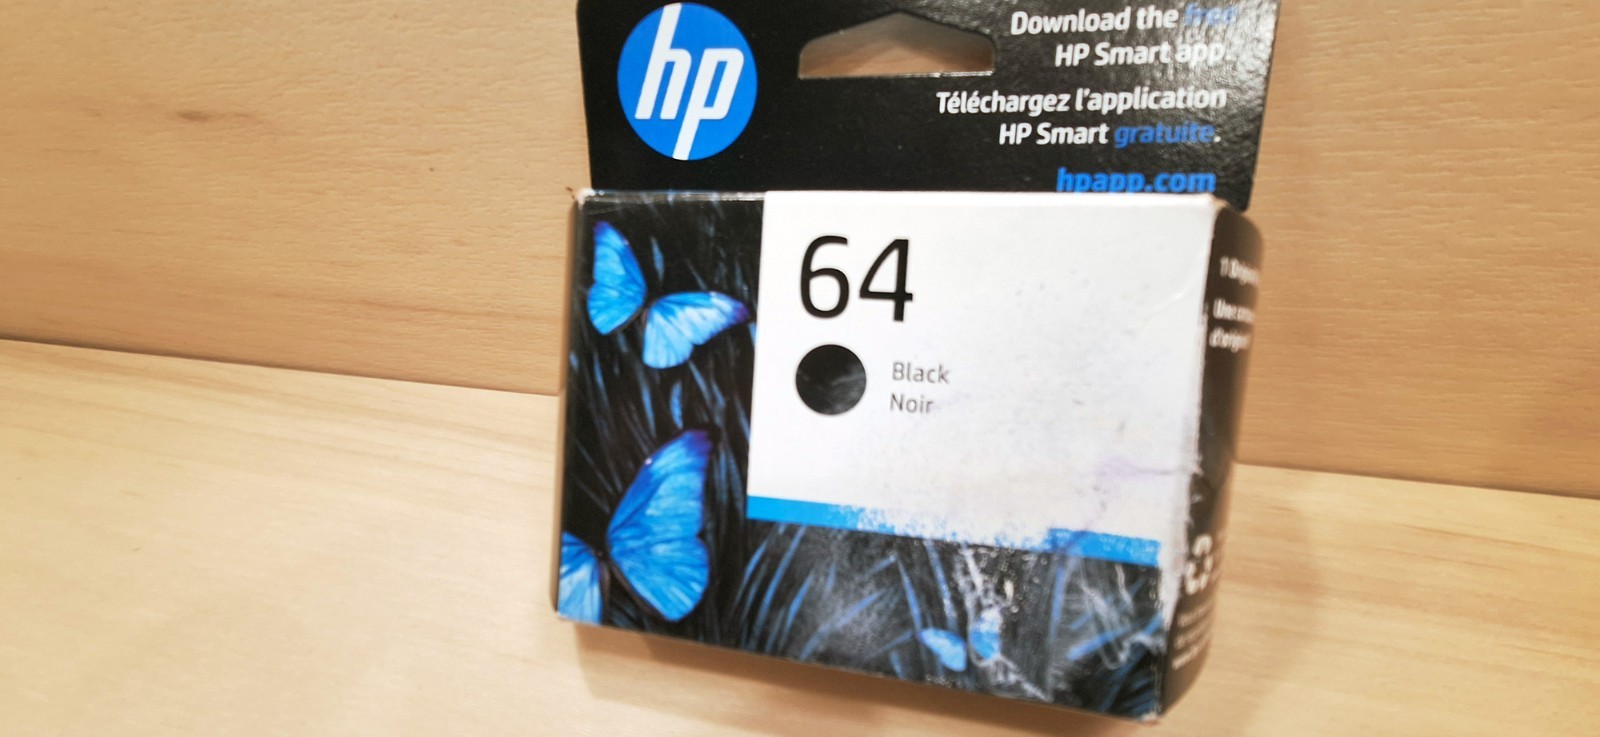 hp
Download the free
HP Smart app.
Téléchargez l'application
HP Smart gratuite.
hpapp.com
64
Black
Noir